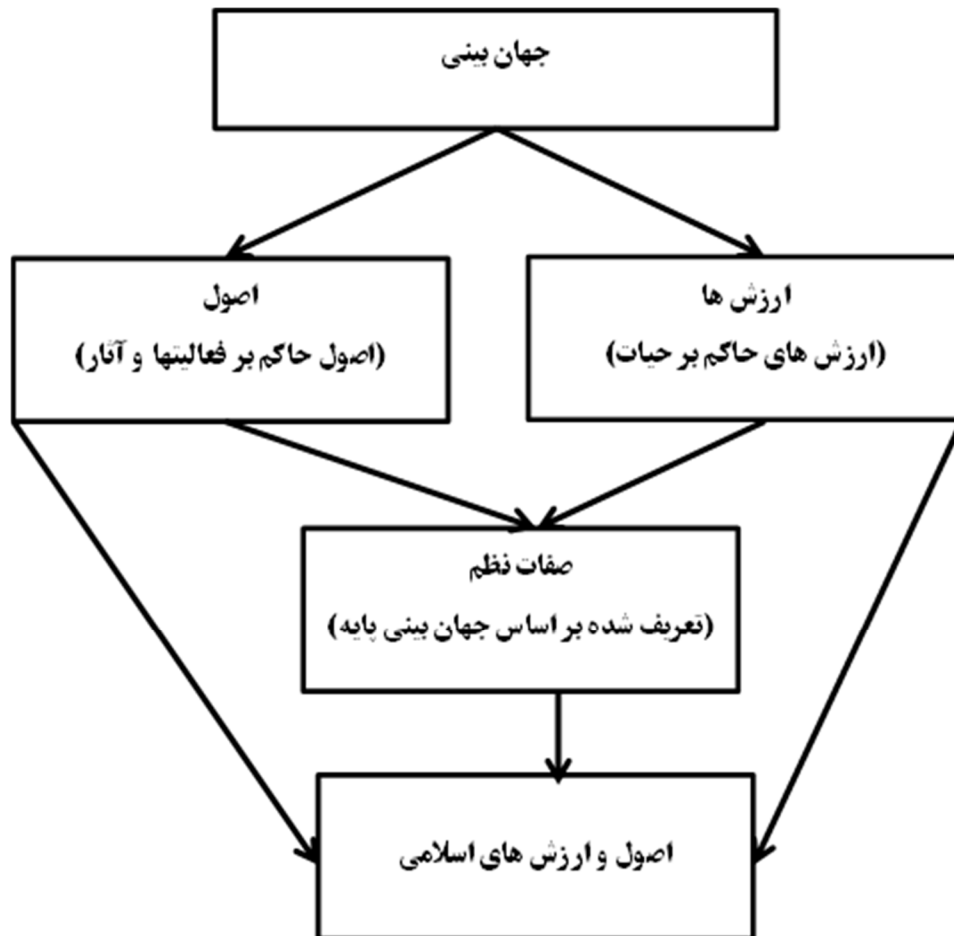 جهان بینی
ارزش ها
(ارزش های حاکم بر حیات)
اصول
(اصول حاکم بر فعالیتها و آثار)
صفات نظم
(تعریف شده بر اساس جهان بینی پایه)
اصول و ارزش های اسلامی